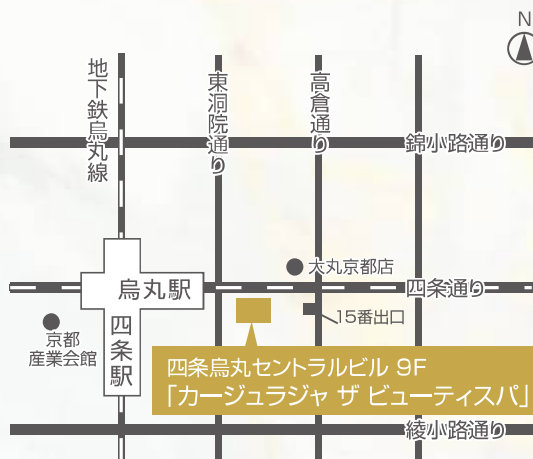 N
地下鉄烏丸線
東洞院通り
高倉通り
錦小路通り
大丸京都店
烏丸駅
四条通り
15番出口
四条駅
京都
産業会館
四条烏丸セントラルビル 9F
「カージュラジャ ザ ビューティスパ」
綾小路通り